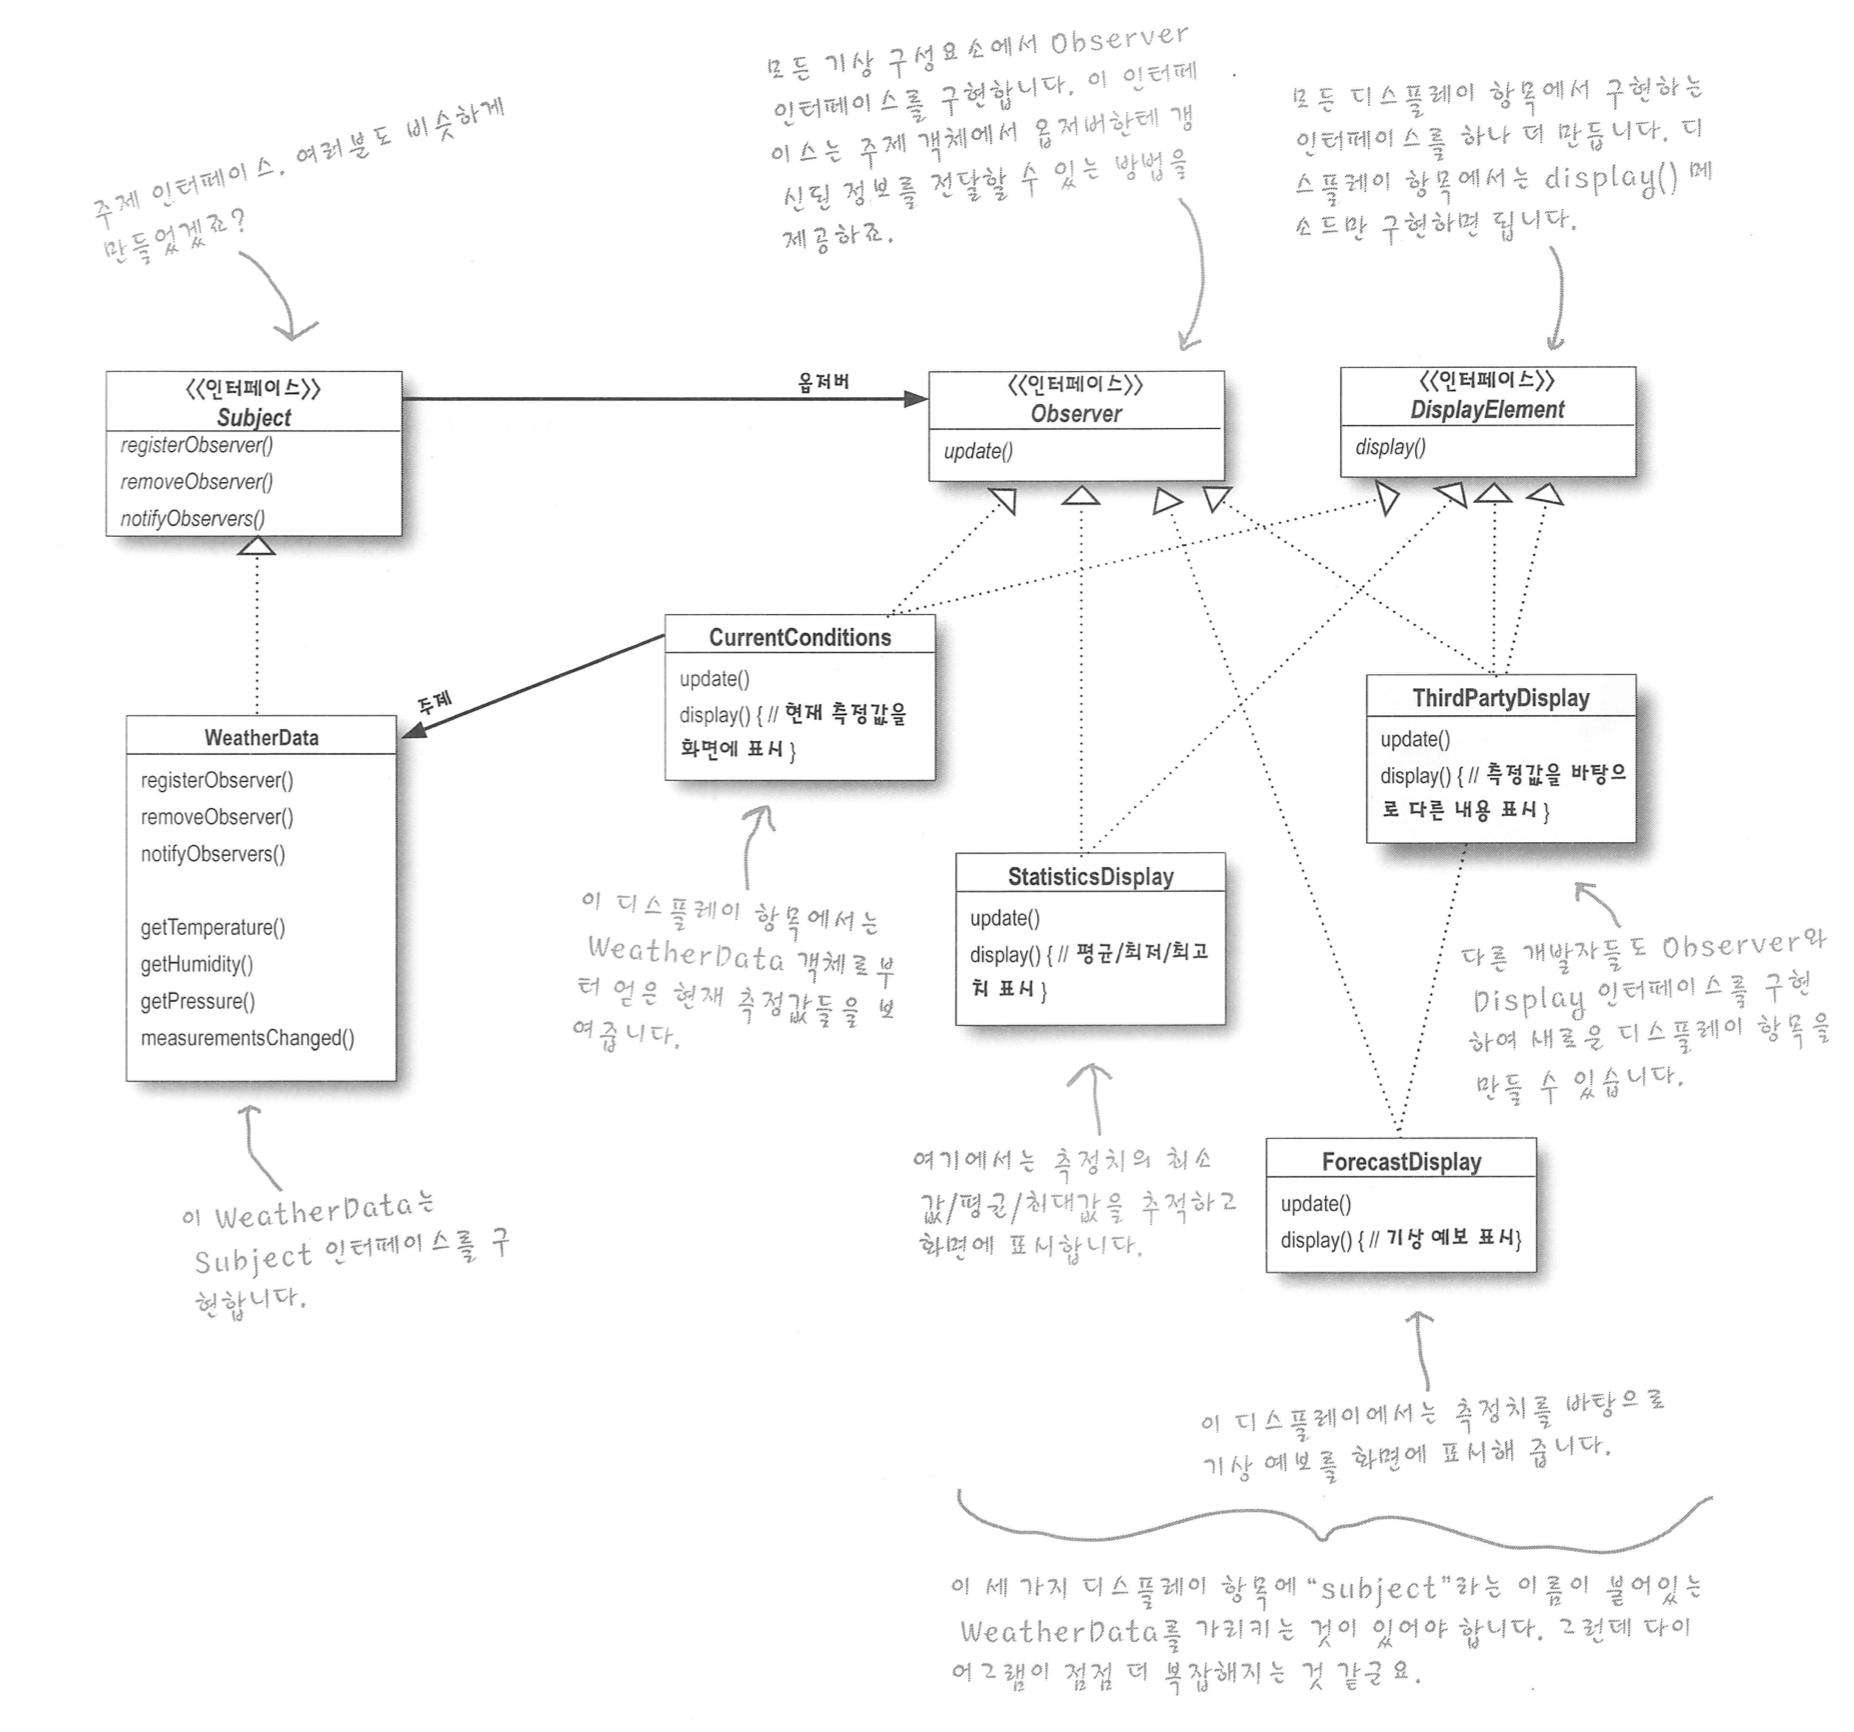 주제 인터페이스. 여러분도 비슷하게
만들었겠죠?
모든 기상 구성요소에서 Observer
인터페이스를 구현합니다. 이 인터페
이스는 주제 객체에서 옵저버한테 갱
신된 정보를 전달할 수 있는 방법을
제공하죠.
모든 디스플레이 항목에서 구현하는
인터페이스를 하나 더 만듭니다. 디
스플레이 항목에서는 display() 메
소드만 구현하면 됩니다.
<<인터페이스>>
Subject
registerObserver()
removeObserver()
notifyObservers()
옵저버
<<인터페이스>>
Observer
update()
<<인터페이스>>
DisplayElement
display()
주제
CurrentConditions
update()
display() { // 현재 측정값을
화면에 표시 }
WeatherData
registerObserver()
removeObserver()
notifyObservers()
getTemperature()
getHumidity()
getPressure()
measurementsChanged()
ThirdPartyDisplay
update()
display() { // 측정값을 바탕으
로 다른 내용 표시 }
StatisticsDisplay
update()
display() { // 평균/최저/최고
치 표시 }
이 디스플레이 항목에서는
WeatherData 객체로부
터 얻은 현재 측정값들을 보
여줍니다.
다른 개발자들도 Observer와
Display 인터페이스를 구현
하여 새로운 디스플레이 항목을
만들 수 있습니다.
ForecastDisplay
update()
display() { // 기상 예보 표시}
여기에서는 측정치의 최소
값/평균/최대값을 추적하고
화면에 표시합니다.
이 WeatherData는
Subject 인터페이스를 구
현합니다.
이 디스플레이에서는 측정치를 바탕으로
기상 예보를 화면에 표시해 줍니다.
이 세 가지 디스플레이 항목에 “subject”라는 이름이 붙어있는
WeatherData를 가리키는 것이 있어야 합니다. 그런데 다이
어그램이 점점 더 복잡해지는 것 같군요.